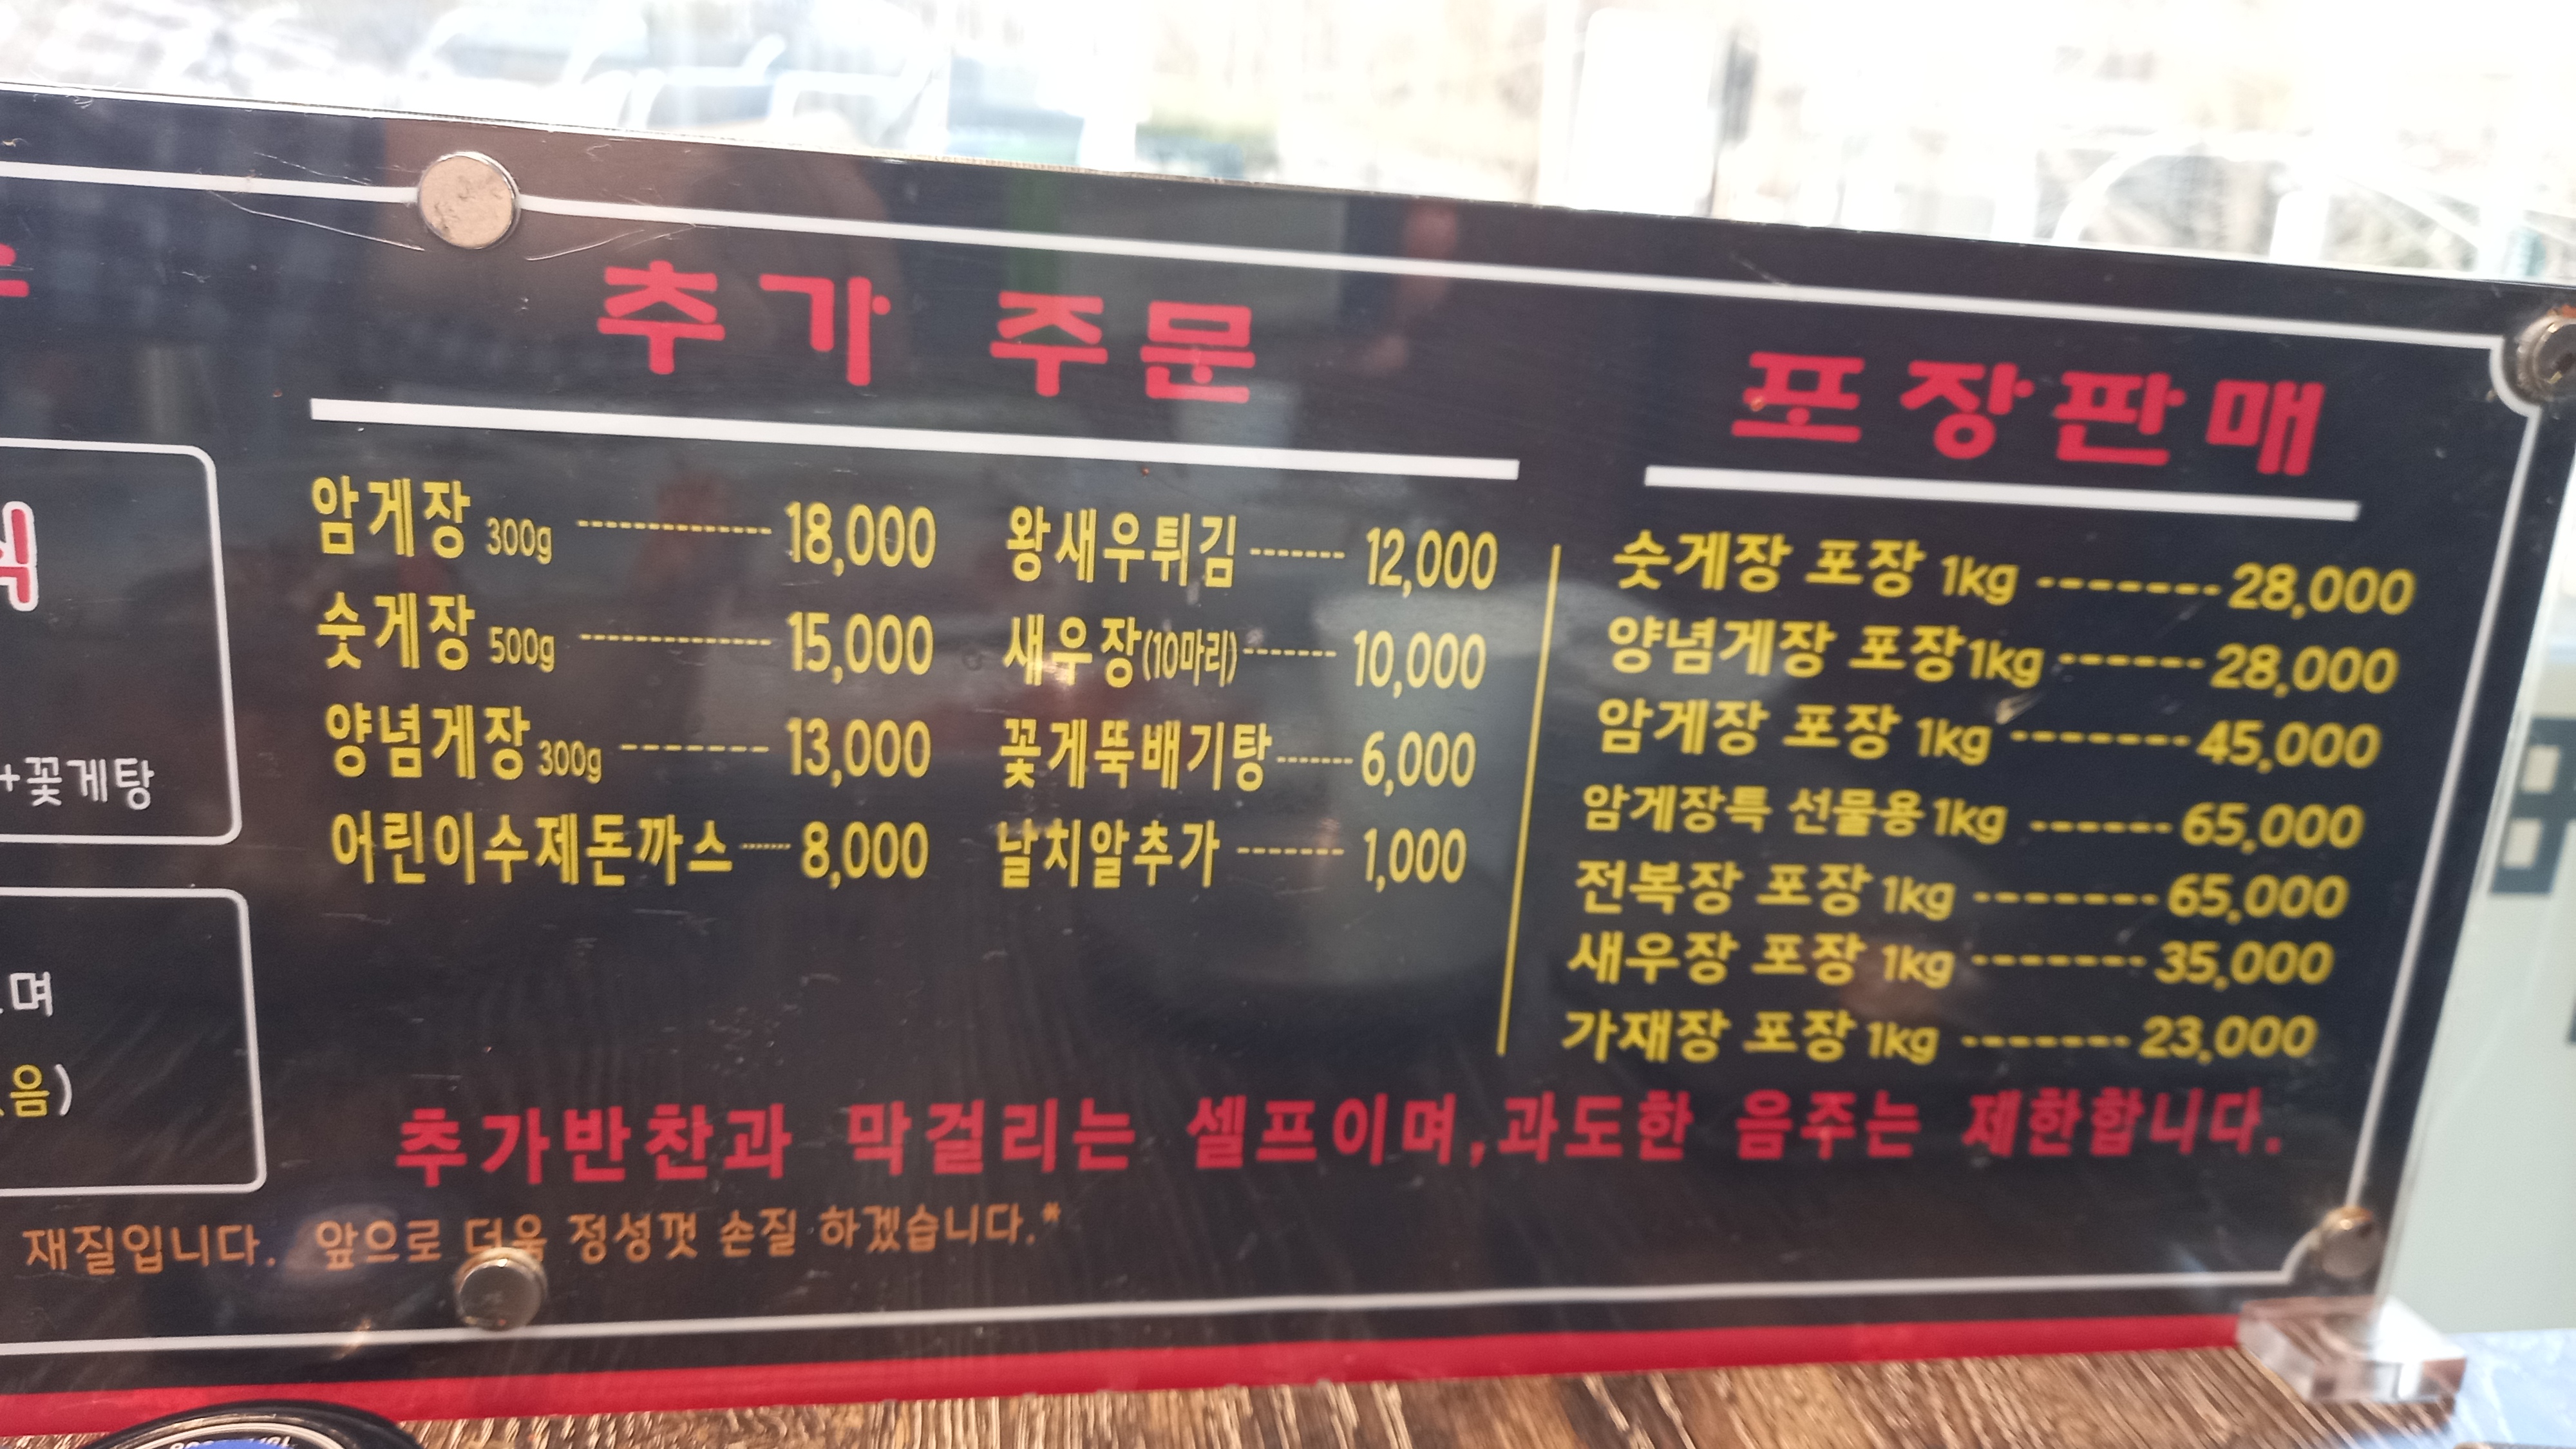 추가 주문
암게장 300g ------------- 18,000
숫게장 500g ------------- 15,000
양념게장 300g ------- 13,000
어린이수제돈까스 ------ 8,000
왕새우튀김 ------- 12,000
새우장(10마리) ------- 10,000
꽃게뚝배기탕 ------ 6,000
날치알추가 ------- 1,000
포장판매
숫게장 포장 1kg ------- 28,000
양념게장 포장 1kg ------ 28,000
암게장 포장 1kg ------- 45,000
암게장특 선물용 1kg ------ 65,000
전복장 포장 1kg ------- 65,000
새우장 포장 1kg ------- 35,000
가재장 포장 1kg ------- 23,000
+꽃게탕
며
음)
추가반찬과 막걸리는 셀프이며,과도한 음주는 제한합니다.
재질입니다. 앞으로 더욱 정성껏 손질 하겠습니다.*